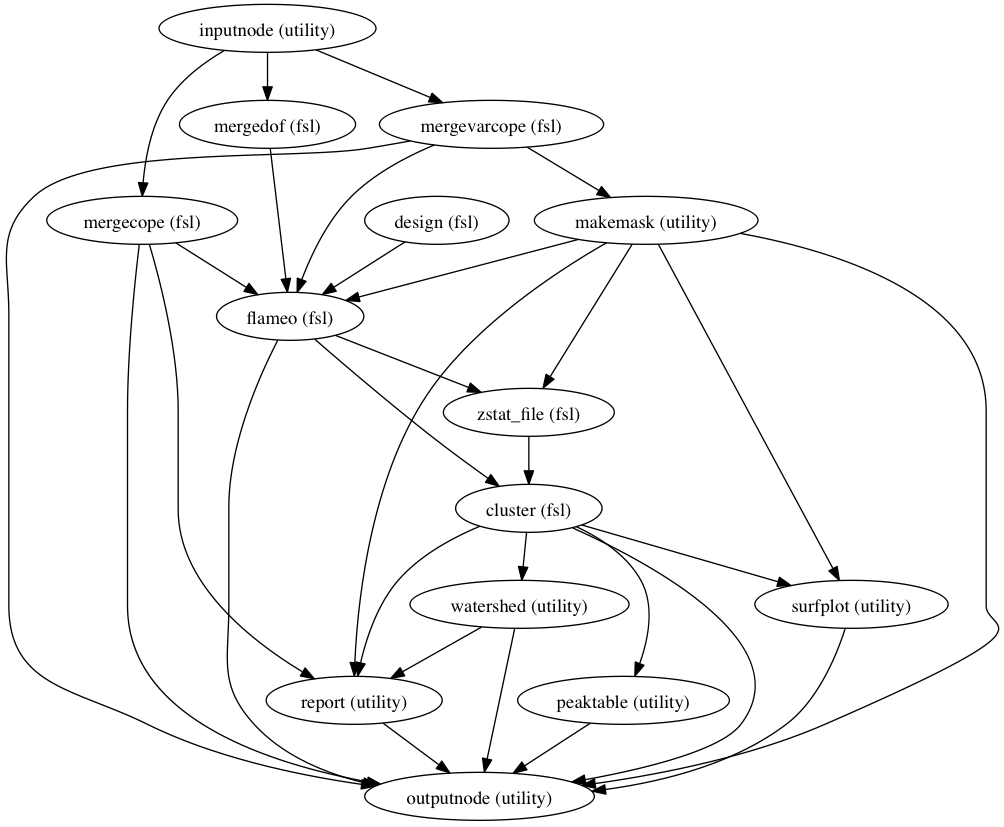 inputnode (utility)
mergedof (fsl)
mergevarcope (fsl)
mergecope (fsl)
design (fsl)
makemask (utility)
flameo (fsl)
zstat_file (fsl)
cluster (fsl)
watershed (utility)
surfplot (utility)
report (utility)
peaktable (utility)
outputnode (utility)